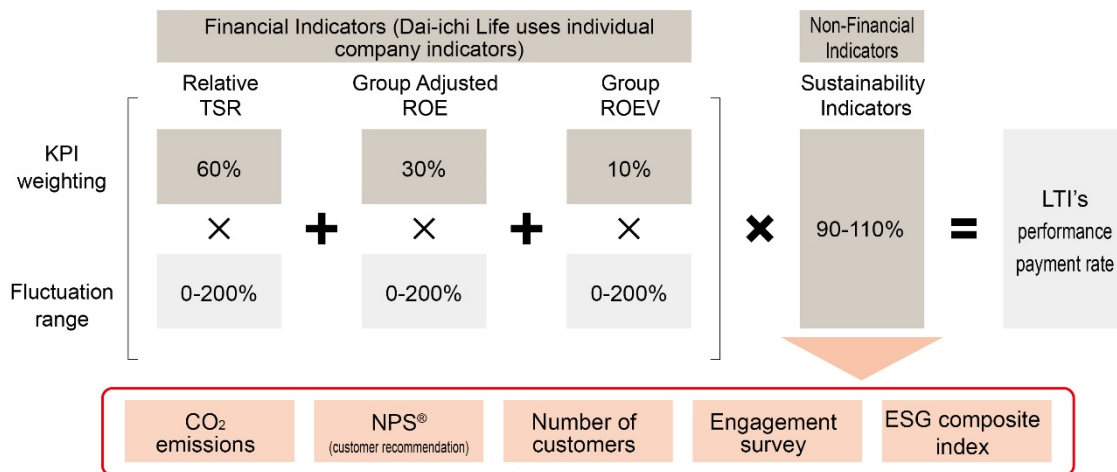 Financial Indicators (Dai-ichi Life uses individual
company indicators)
Non-Financial
Indicators
Relative
TSR
Group Adjusted
ROE
Group
ROEV
Sustainability
Indicators
KPI
weighting
60%
30%
10%
× + × + × × 90-110% =
LTI's
performance
payment rate
Fluctuation
range
0-200%
0-200%
0-200%
CO₂
emissions
NPS®
(customer recommendation)
Number of
customers
Engagement
survey
ESG composite
index